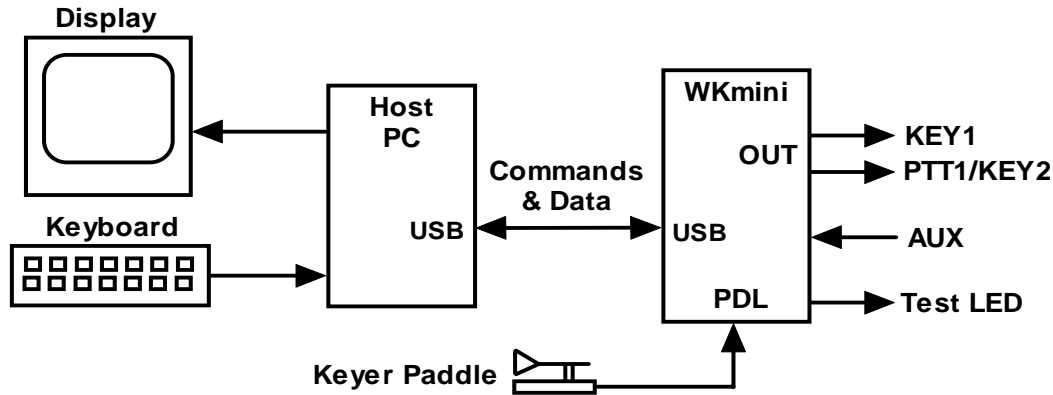 Display
Host
PC
USB
Keyboard
Commands
& Data
WKmini
OUT
USB
PDL
KEY1
PTT1/KEY2
AUX
Test LED
Keyer Paddle